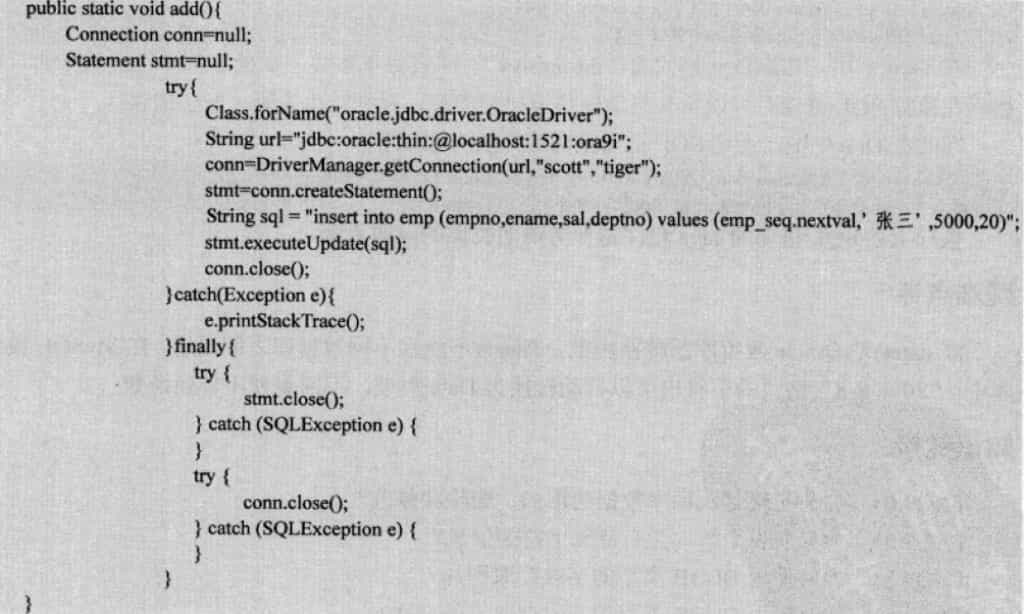 public static void add(){
Connection conn=null;
Statement stmt=null;
try{
Class.forName("oracle.jdbc.driver.OracleDriver");
String url="jdbc:oracle:thin:@localhost:1521:ora9i";
conn=DriverManager.getConnection(url,"scott","tiger");
stmt=conn.createStatement();
String sql = "insert into emp (empno,ename,sal,deptno) values (emp_seq.nextval,’ 张三’ ,5000,20)";
stmt.executeUpdate(sql);
conn.close();
}catch(Exception e){
e.printStackTrace();
}finally{
try {
stmt.close();
} catch (SQLException e) {
}
try {
conn.close();
} catch (SQLException e) {
}
}
}